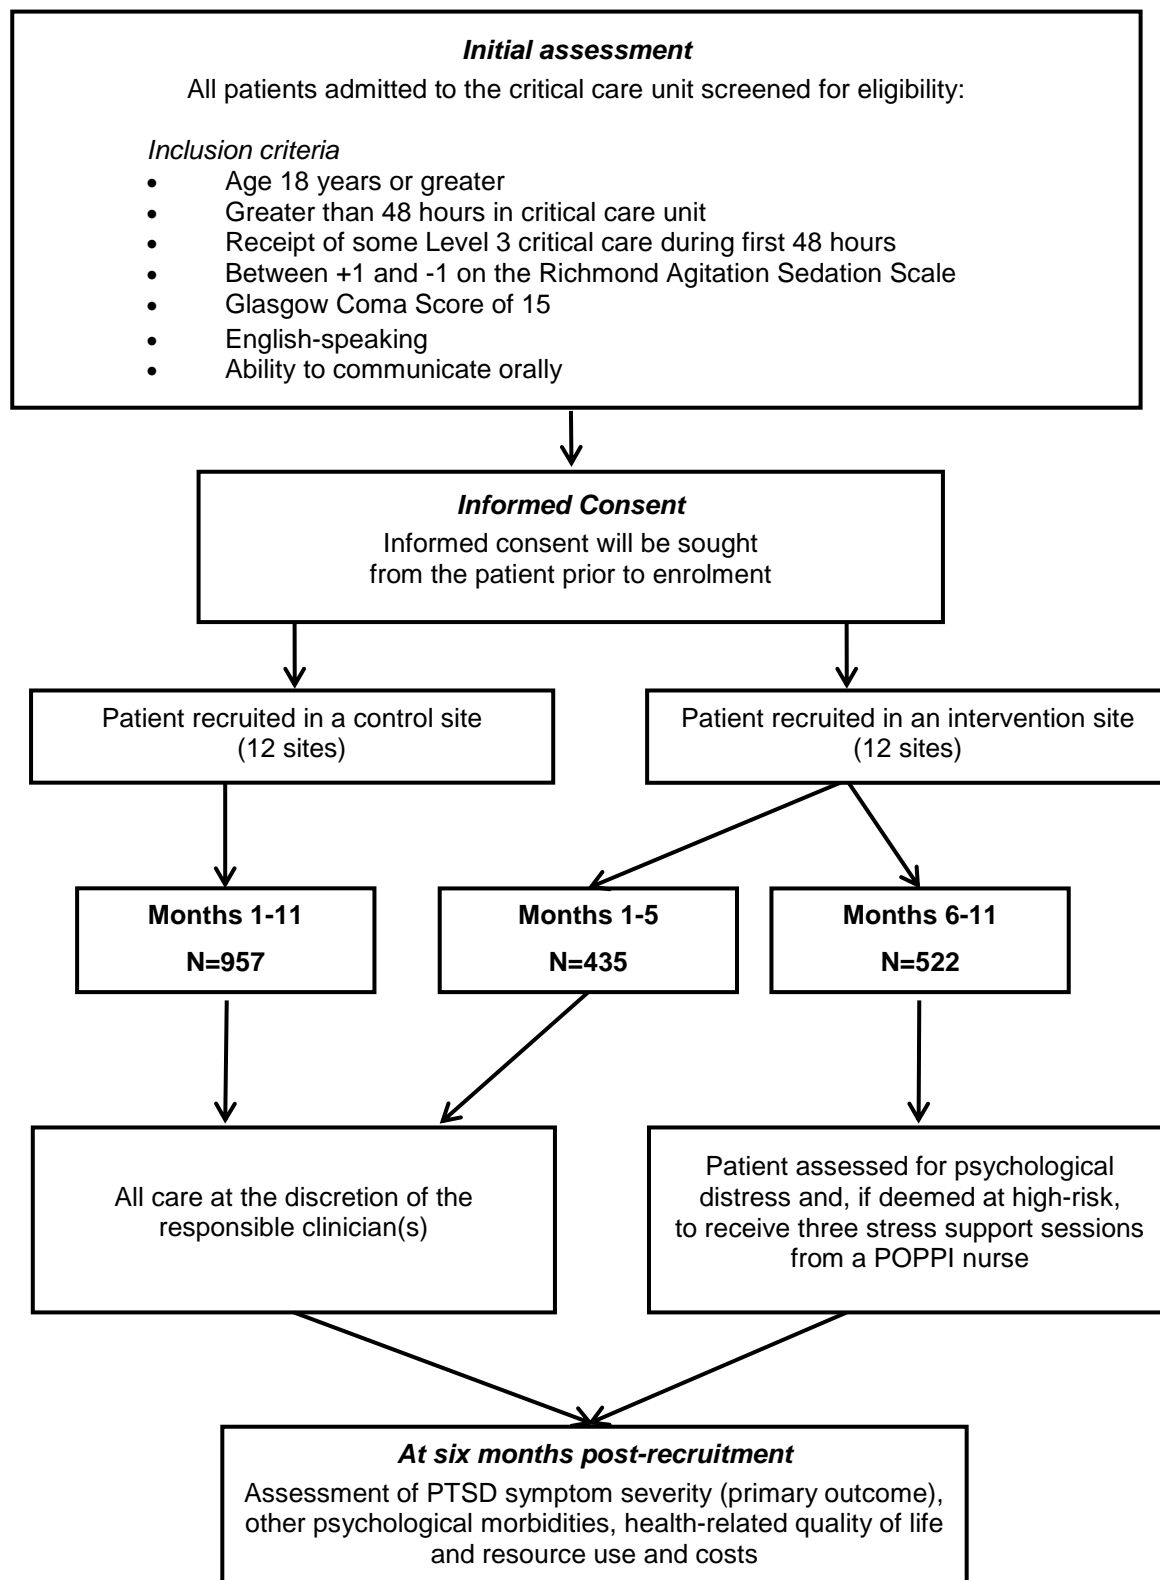 Initial assessment
All patients admitted to the critical care unit screened for eligibility:
Inclusion criteria
• Age 18 years or greater
• Greater than 48 hours in critical care unit
• Receipt of some Level 3 critical care during first 48 hours
• Between +1 and -1 on the Richmond Agitation Sedation Scale
• Glasgow Coma Score of 15
• English-speaking
• Ability to communicate orally
Informed Consent
Informed consent will be sought
from the patient prior to enrolment
Patient recruited in a control site
(12 sites)
Patient recruited in an intervention site
(12 sites)
Months 1-11
N=957
Months 1-5
N=435
Months 6-11
N=522
All care at the discretion of the
responsible clinician(s)
Patient assessed for psychological
distress and, if deemed at high-risk,
to receive three stress support sessions
from a POPPI nurse
At six months post-recruitment
Assessment of PTSD symptom severity (primary outcome),
other psychological morbidities, health-related quality of life
and resource use and costs